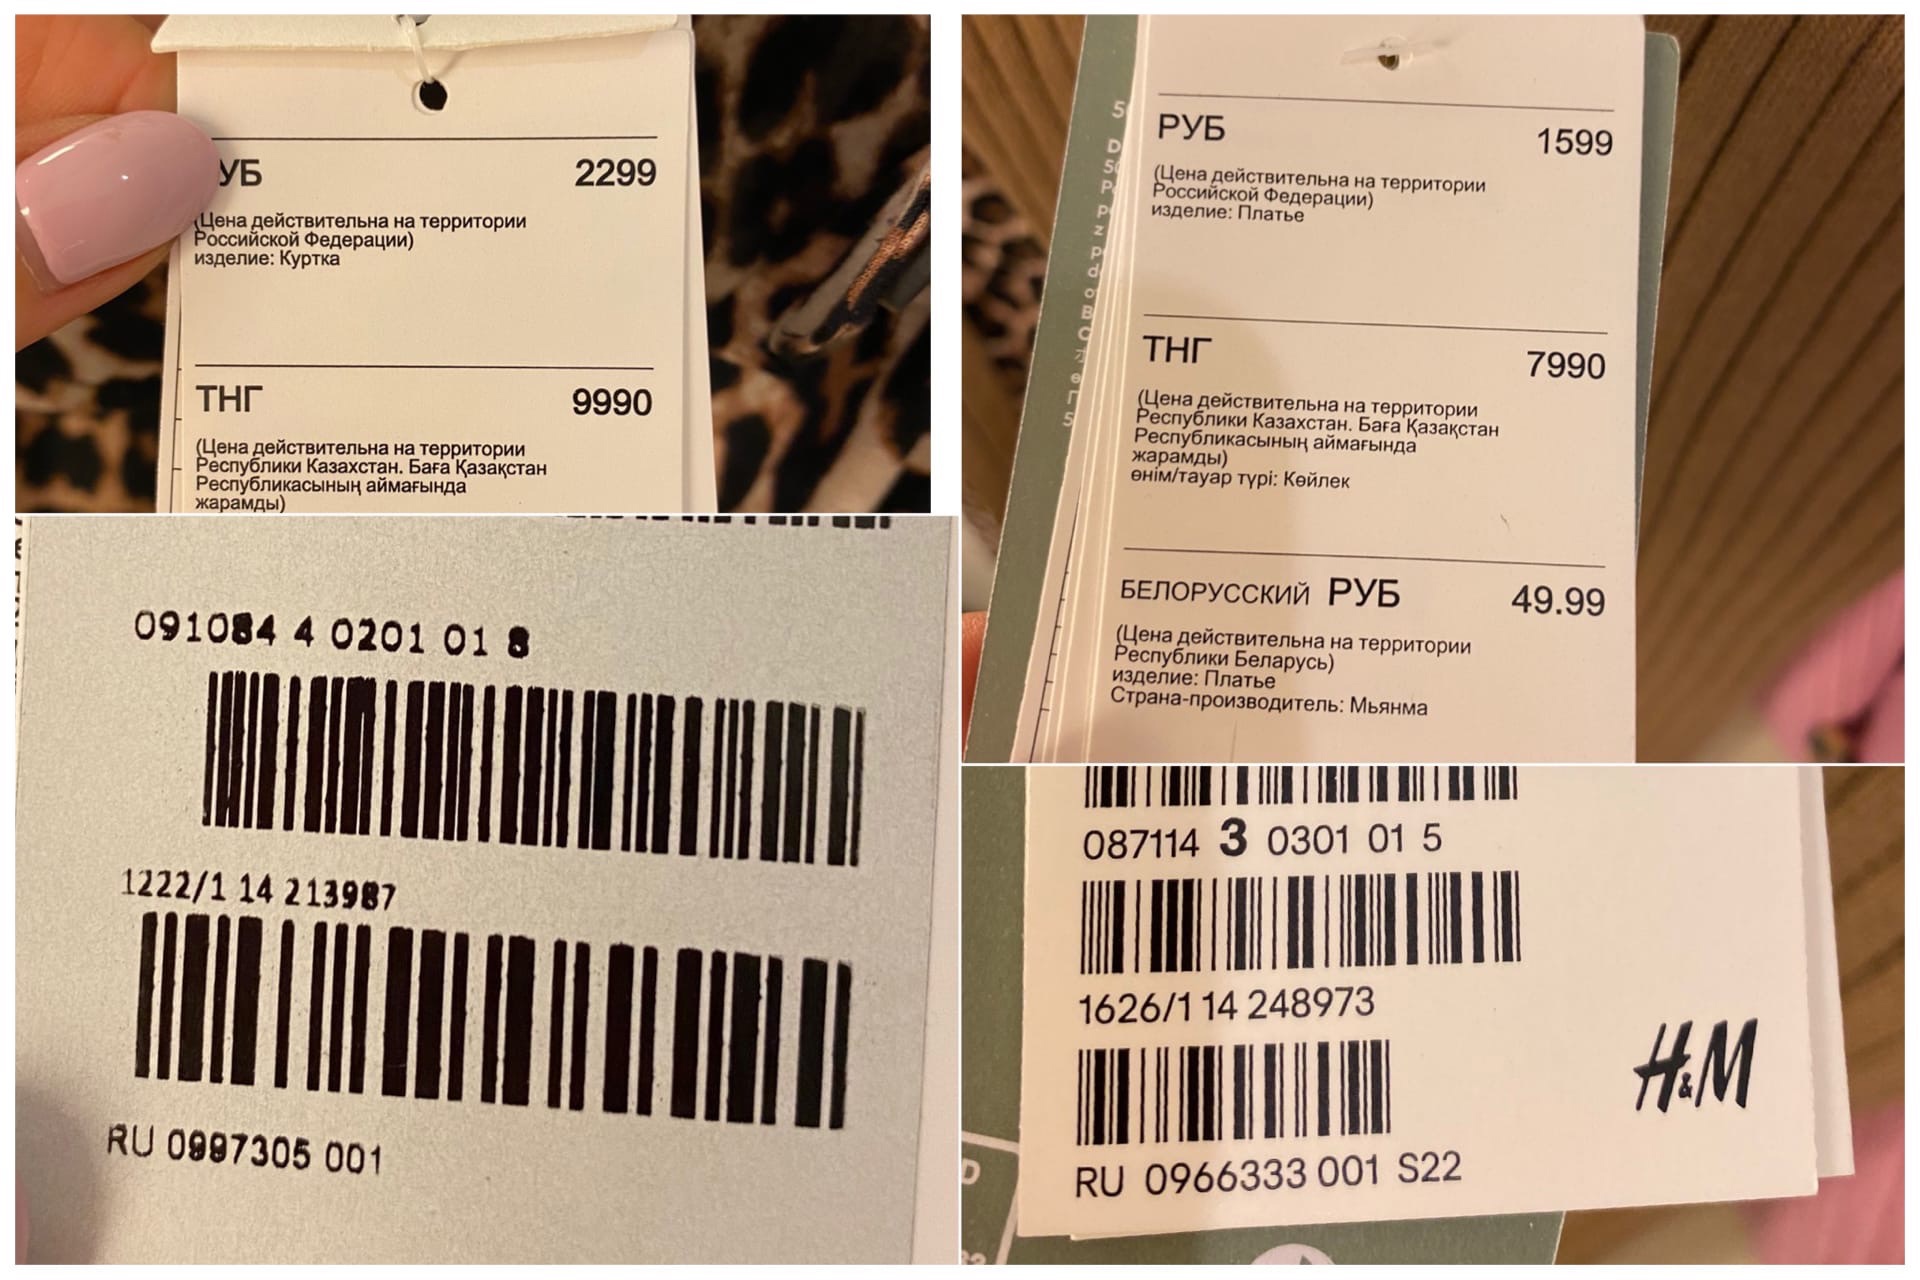 УБ 2299
(Цена действительна на территории
Российской Федерации)
изделие: Куртка
ТНГ 9990
(Цена действительна на территории
Республики Казахстан. Баға Қазақстан
Республикасының аймағында
жарамды)
091084 4 0201 01 8
1222/1 14 213987
RU 0997305 001
РУБ 1599
(Цена действительна на территории
Российской Федерации)
изделие: Платье
ТНГ 7990
(Цена действительна на территории
Республики Казахстан. Баға Қазақстан
Республикасының аймағында
жарамды)
өнім/тауар түрі: Көйлек
БЕЛОРУССКИЙ РУБ 49.99
(Цена действительна на территории
Республики Беларусь)
изделие: Платье
Страна-производитель: Мьянма
087114 3 0301 01 5
1626/1 14 248973
H&M
RU 0966333 001 S22